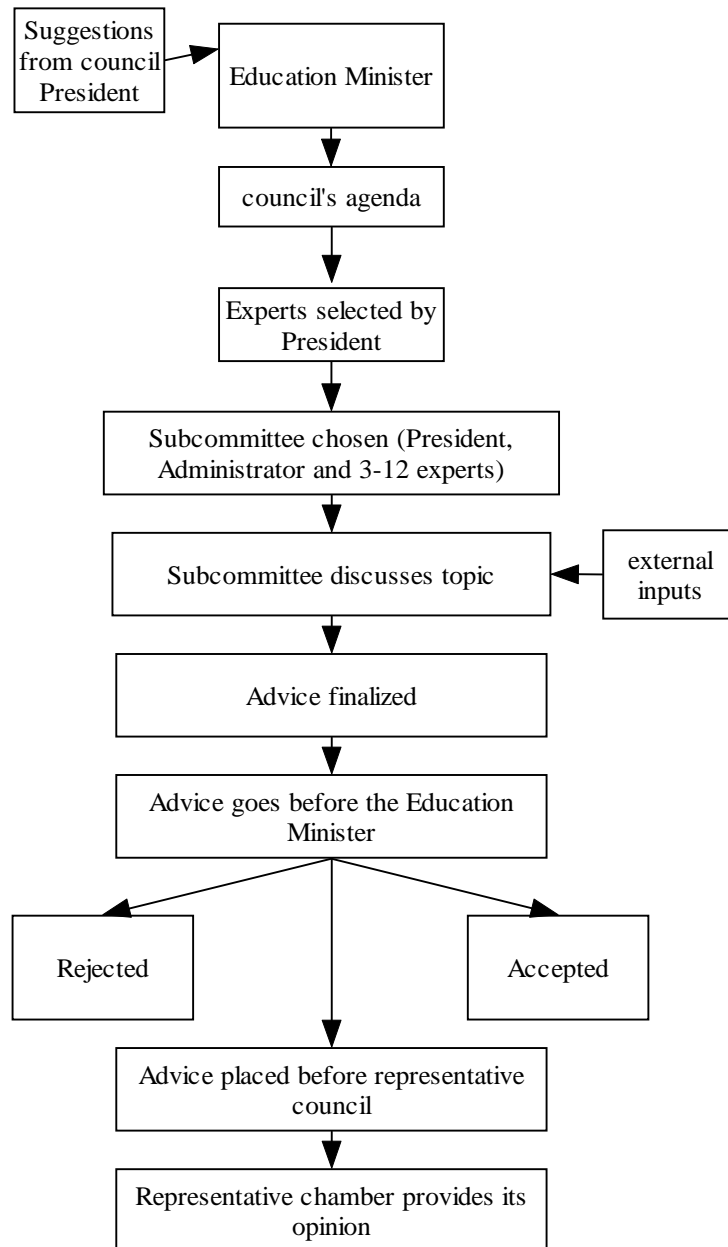 Suggestions
from council
President
Education Minister
council's agenda
Experts selected by
President
Subcommittee chosen (President,
Administrator and 3-12 experts)
Subcommittee discusses topic
external
inputs
Advice finalized
Advice goes before the Education
Minister
Rejected
Accepted
Advice placed before representative
council
Representative chamber provides its
opinion